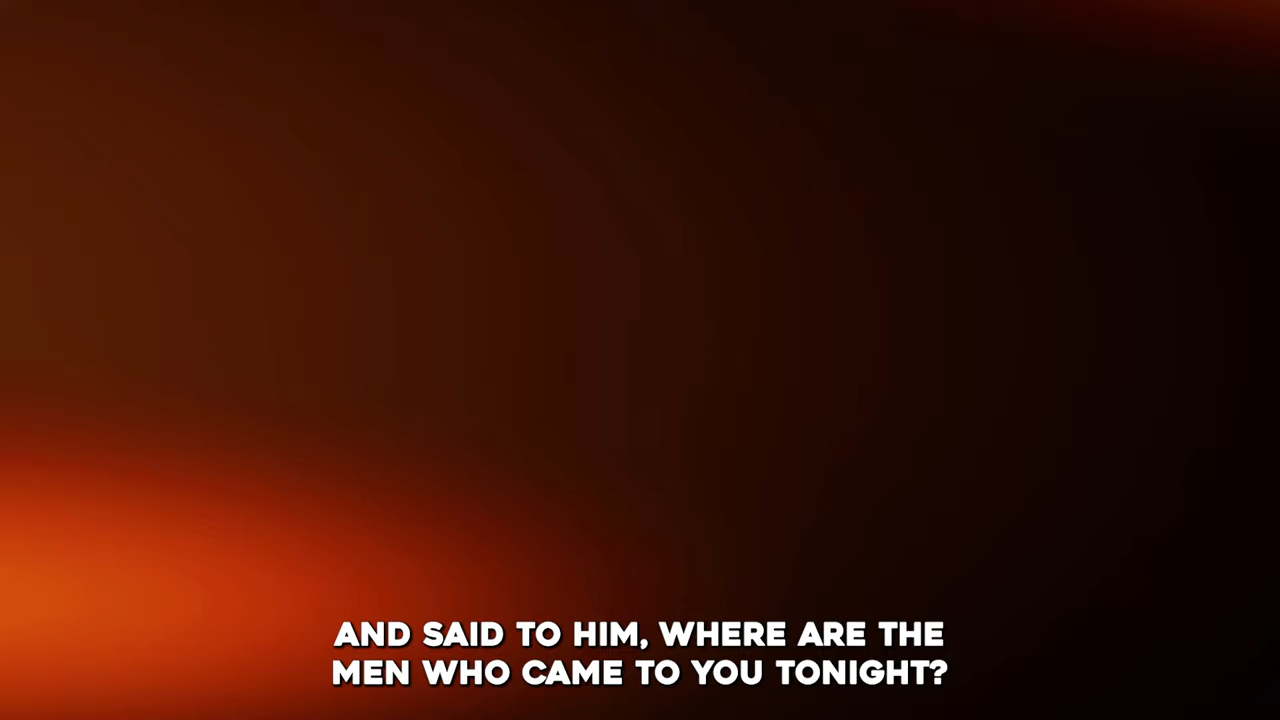 AND SAID TO HIM, WHERE ARE THE
MEN WHO CAME TO YOU TONIGHT?